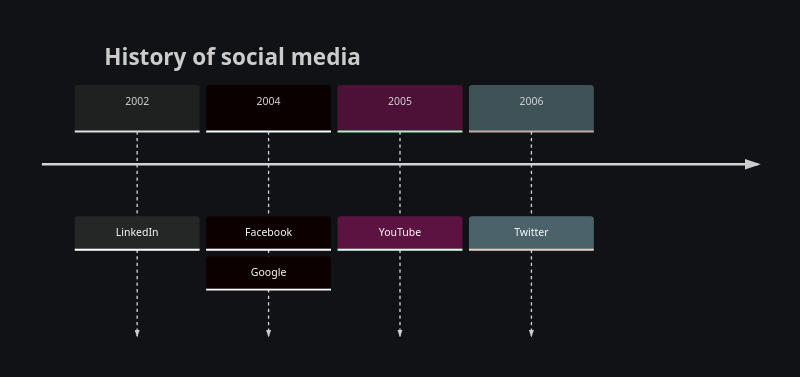 History of social media
2002
2004
2005
2006
LinkedIn
Facebook
YouTube
Twitter
Google